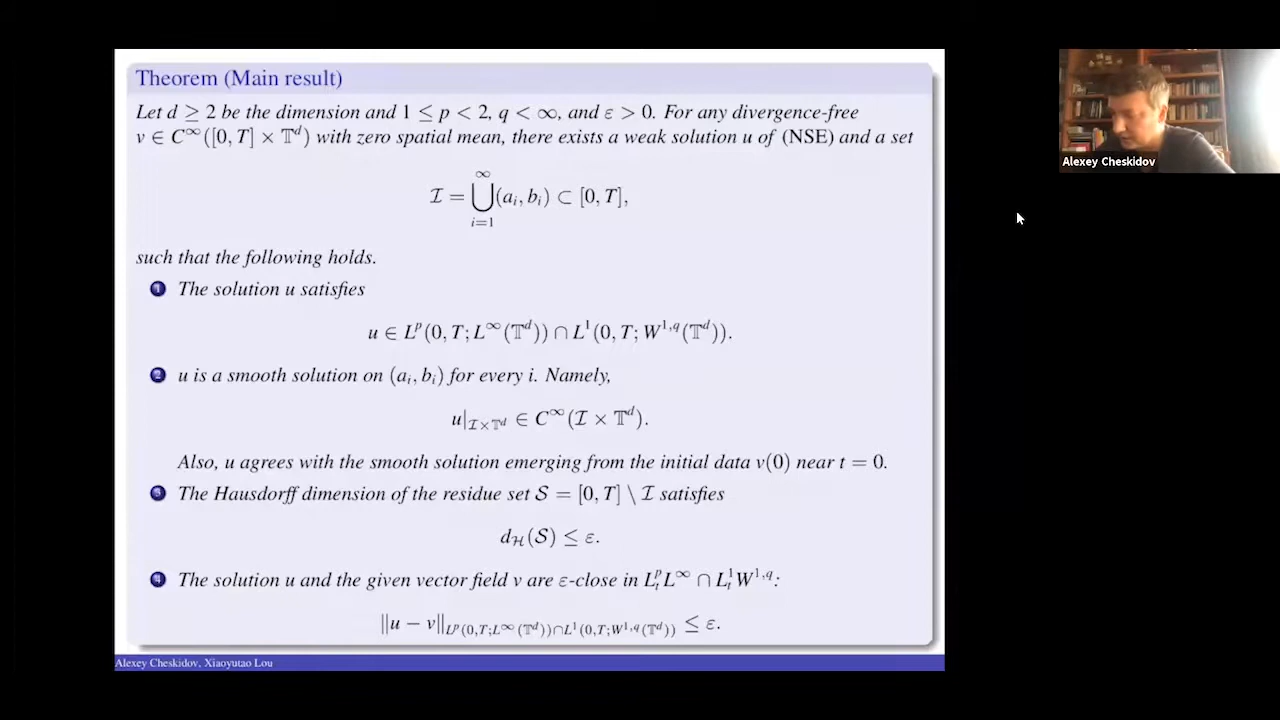 Theorem (Main result)
Let d ≥ 2 be the dimension and 1 ≤ p < 2, q < ∞, and ε > 0. For any divergence-free
v ∈ C^∞([0, T] × 𝕋^d) with zero spatial mean, there exists a weak solution u of (NSE) and a set
ℐ = ⋃_{i=1}^{∞} (a_i, b_i) ⊂ [0, T],
such that the following holds.
1 The solution u satisfies
u ∈ L^p(0, T; L^∞(𝕋^d)) ∩ L^1(0, T; W^{1,q}(𝕋^d)).
2 u is a smooth solution on (a_i, b_i) for every i. Namely,
u|_{ℐ×𝕋^d} ∈ C^∞(ℐ × 𝕋^d).
Also, u agrees with the smooth solution emerging from the initial data v(0) near t = 0.
3 The Hausdorff dimension of the residue set 𝒮 = [0, T] \ ℐ satisfies
d_ℋ(𝒮) ≤ ε.
4 The solution u and the given vector field v are ε-close in L^p_t L^∞ ∩ L^1_t W^{1,q}:
‖u − v‖_{L^p(0,T;L^∞(𝕋^d))∩L^1(0,T;W^{1,q}(𝕋^d))} ≤ ε.
Alexey Cheskidov, Xiaoyutao Lou
Alexey Cheskidov